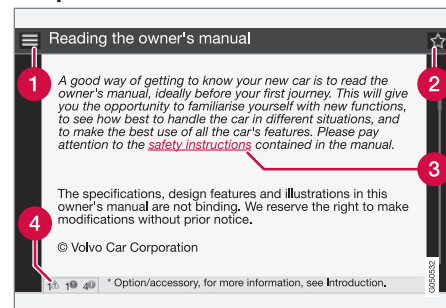 Reading the owner's manual
1
2
A good way of getting to know your new car is to read the
owner's manual, ideally before your first journey. This will give
you the opportunity to familiarise yourself with new functions,
to see how best to handle the car in different situations, and
to make the best use of all the car's features. Please pay
attention to the safety instructions contained in the manual.
3
The specifications, design features and illustrations in this
owner's manual are not binding. We reserve the right to make
modifications without prior notice.
4
© Volvo Car Corporation
1 1 4 * Option/accessory, for more information, see Introduction.
G050532